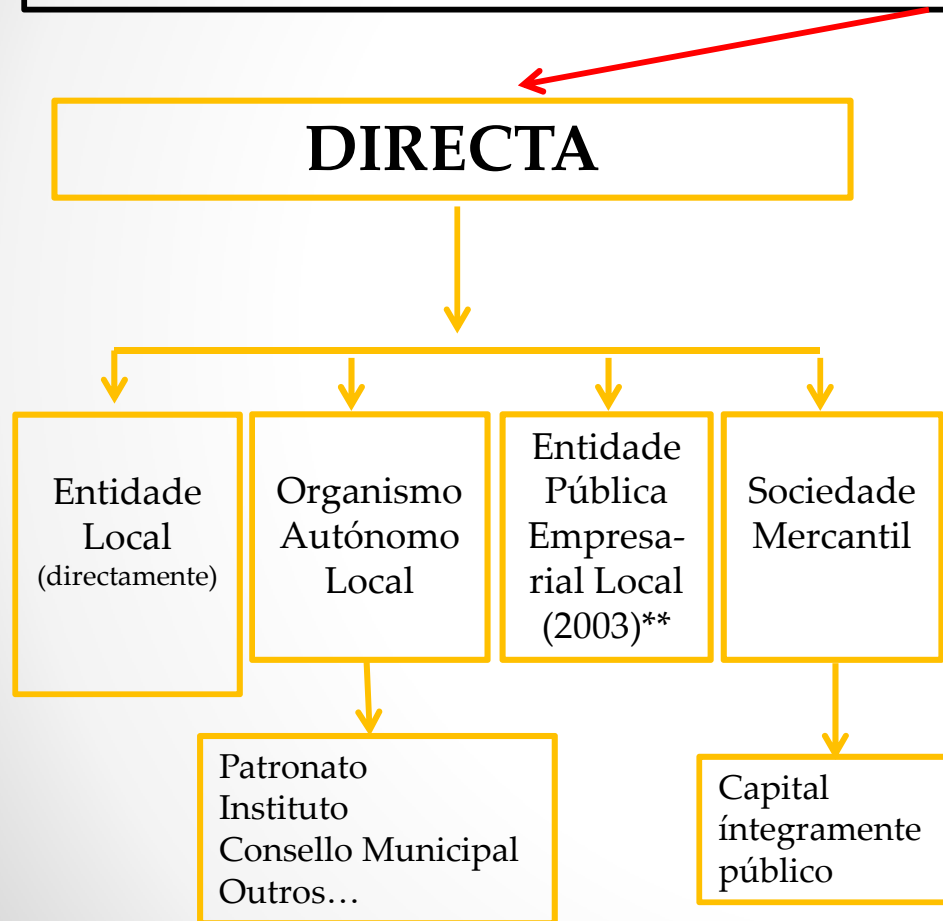 DIRECTA
Entidade
Local
(directamente)
Organismo
Autónomo
Local
Entidade
Pública
Empresa-
rial Local
(2003)**
Sociedade
Mercantil
Patronato
Instituto
Consello Municipal
Outros…
Capital
íntegramente
público